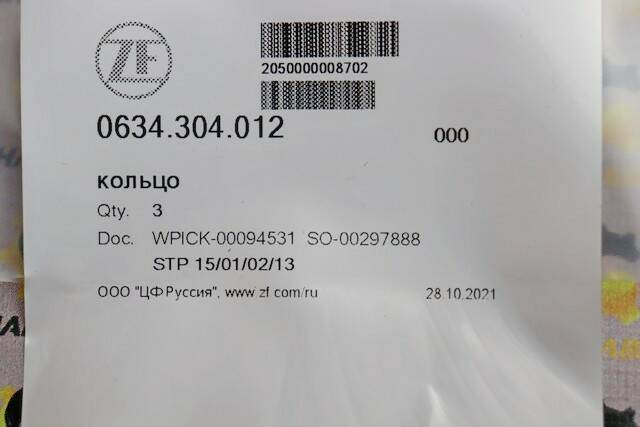 ZF
2050000008702
0634.304.012 000
КОЛЬЦО
Qty. 3
Doc. WPICK-00094531 SO-00297888
STP 15/01/02/13
ООО "ЦФ Руссия", www.zf.com/ru 28.10.2021